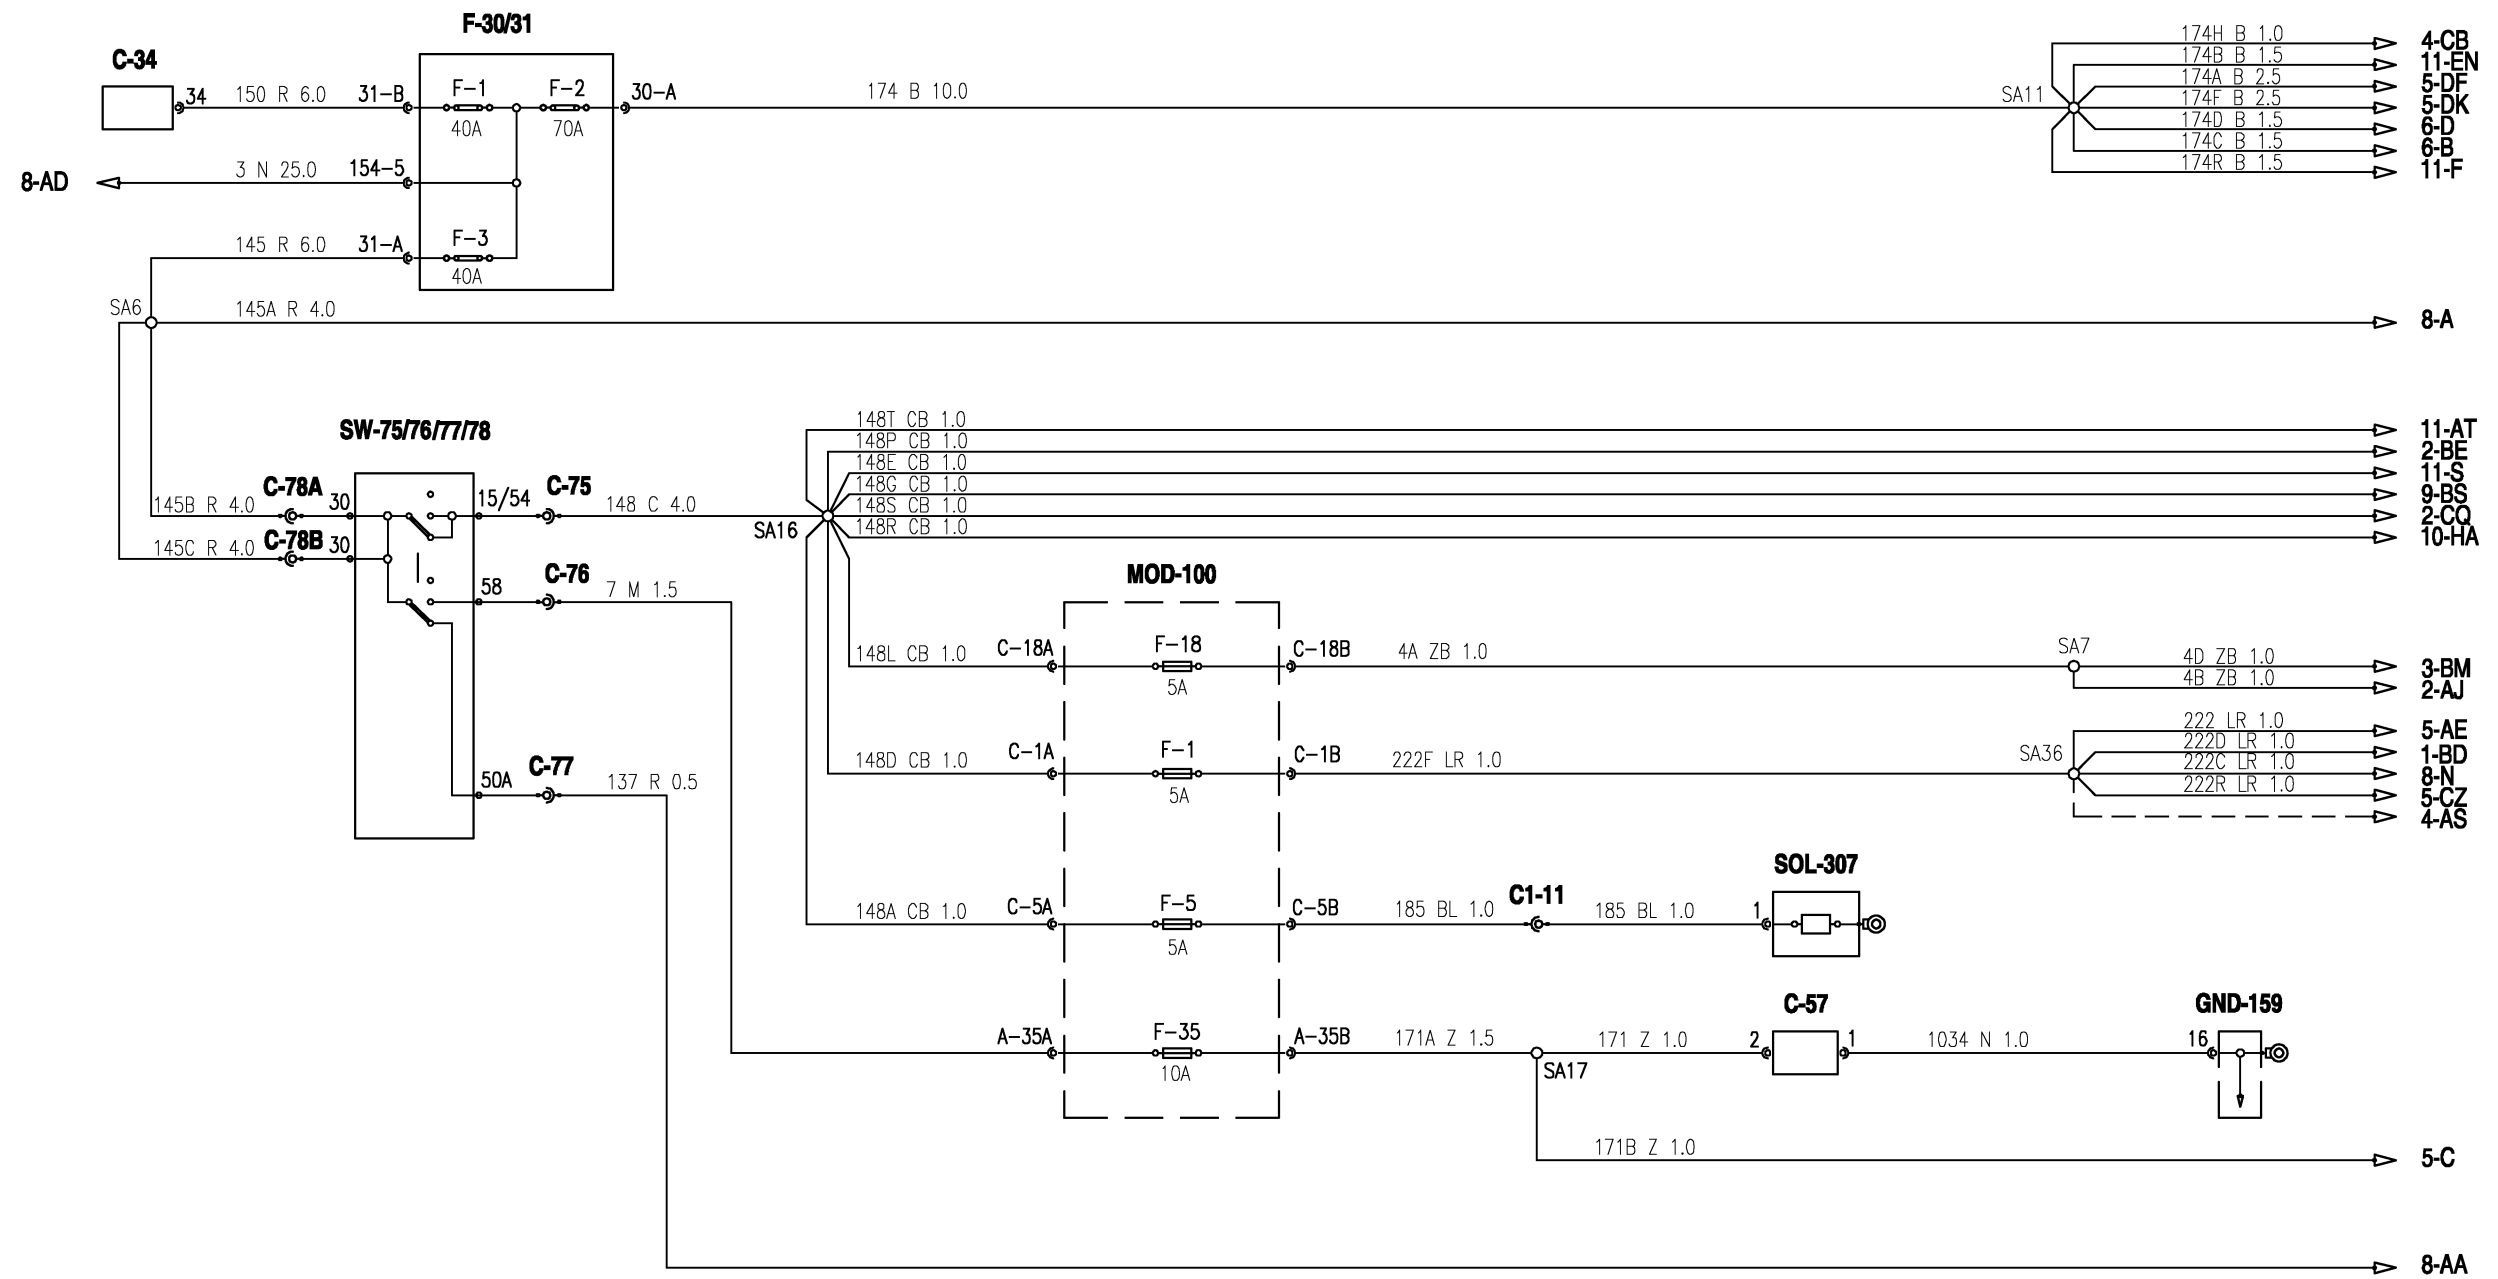 F-30/31
C-34
34
150 R 6.0
31-B
F-1
40A
F-2
70A
30-A
174 B 10.0
SA11
174H B 1.0
4-CB
174B B 1.5
11-EN
174A B 2.5
5-DF
174F B 2.5
5-DK
174D B 1.5
6-D
174C B 1.5
6-B
174R B 1.5
11-F
8-AD
3 N 25.0
154-5
145 R 6.0
31-A
F-3
40A
SA6
145A R 4.0
8-A
SW-75/76/77/78
C-78A
145B R 4.0
30
15/54
C-75
148 C 4.0
C-78B
145C R 4.0
30
58
C-76
7 M 1.5
50A
C-77
137 R 0.5
SA16
148T CB 1.0
11-AT
148P CB 1.0
2-BE
148E CB 1.0
11-S
148G CB 1.0
9-BS
148S CB 1.0
2-CQ
148R CB 1.0
10-HA
MOD-100
148L CB 1.0
C-18A
F-18
5A
C-18B
4A ZB 1.0
SA7
4D ZB 1.0
3-BM
4B ZB 1.0
2-AJ
148D CB 1.0
C-1A
F-1
5A
C-1B
222F LR 1.0
SA36
222 LR 1.0
5-AE
222D LR 1.0
1-BD
222C LR 1.0
8-N
222R LR 1.0
5-CZ
4-AS
148A CB 1.0
C-5A
F-5
5A
C-5B
185 BL 1.0
C1-11
185 BL 1.0
1
SOL-307
A-35A
F-35
10A
A-35B
171A Z 1.5
SA17
171 Z 1.0
2
C-57
1
1034 N 1.0
16
GND-159
171B Z 1.0
5-C
8-AA